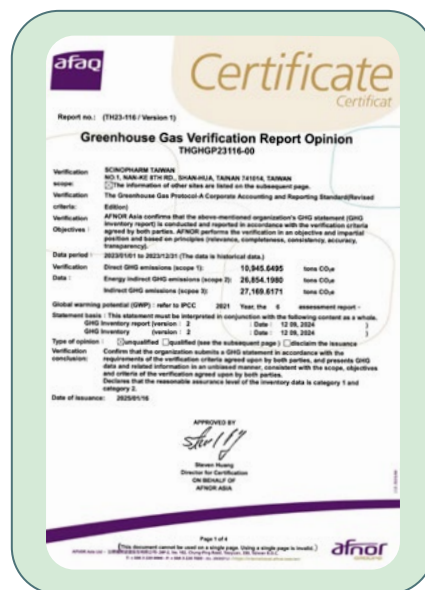 afaq
Certificate
Certificat
Report no.: (TH23-116 / Version 1)
Greenhouse Gas Verification Report Opinion
THGHGP23116-00
Verification scope: SCINOPHARM TAIWAN
NO.1, NAN-KE 8TH RD., SHAN-HUA, TAINAN 741014, TAIWAN
☒The information of other sites are listed on the subsequent page.
Verification criteria: The Greenhouse Gas Protocol-A Corporate Accounting and Reporting Standard(Revised
Edition)
Verification Objectives: AFNOR Asia confirms that the above-mentioned organization's GHG statement (GHG
inventory report) is conducted and reported in accordance with the verification criteria
agreed by both parties. AFNOR performs the verification in an objective and impartial
position and based on principles (relevance, completeness, consistency, accuracy,
transparency).
Data period: 2023/01/01 to 2023/12/31 (The data is historical data.)
Verification Data: Direct GHG emissions (scope 1): 10,945.6495 tons CO₂e
Energy indirect GHG emissions (scope 2): 26,854.1980 tons CO₂e
Indirect GHG emissions (scpoe 3): 27,169.6171 tons CO₂e
Global warming potential (GWP) : refer to IPCC 2021 Year, the 6 assessment report -
Statement basis : This statement must be interpreted in conjunction with the following content as a whole.
GHG Inventory report (version : 2 : Date : 12 09, 2024 )
GHG Inventory (version : 2 : Date : 12 09, 2024 )
Type of opinion : ☒unqualified ☐qualified (see the subsequent page ) ☐disclaim the issuance
Verification conclusion: Confirm that the organization submits a GHG statement in accordance with the
requirements of the verification criteria agreed upon by both parties, and presents GHG
data and related information in an unbiased manner, consistent with the scope, objectives
and criteria of the verification agreed upon by both parties.
Declares that the reasonable assurance level of the inventory data is category 1 and
category 2.
Date of issuance: 2025/01/16
APPROVED BY
Steven Huang
Director for Certification
ON BEHALF OF
AFNOR ASIA
Page 1 of 4
(This document cannot be used on a single page. Using a single page is invalid.)
afnor